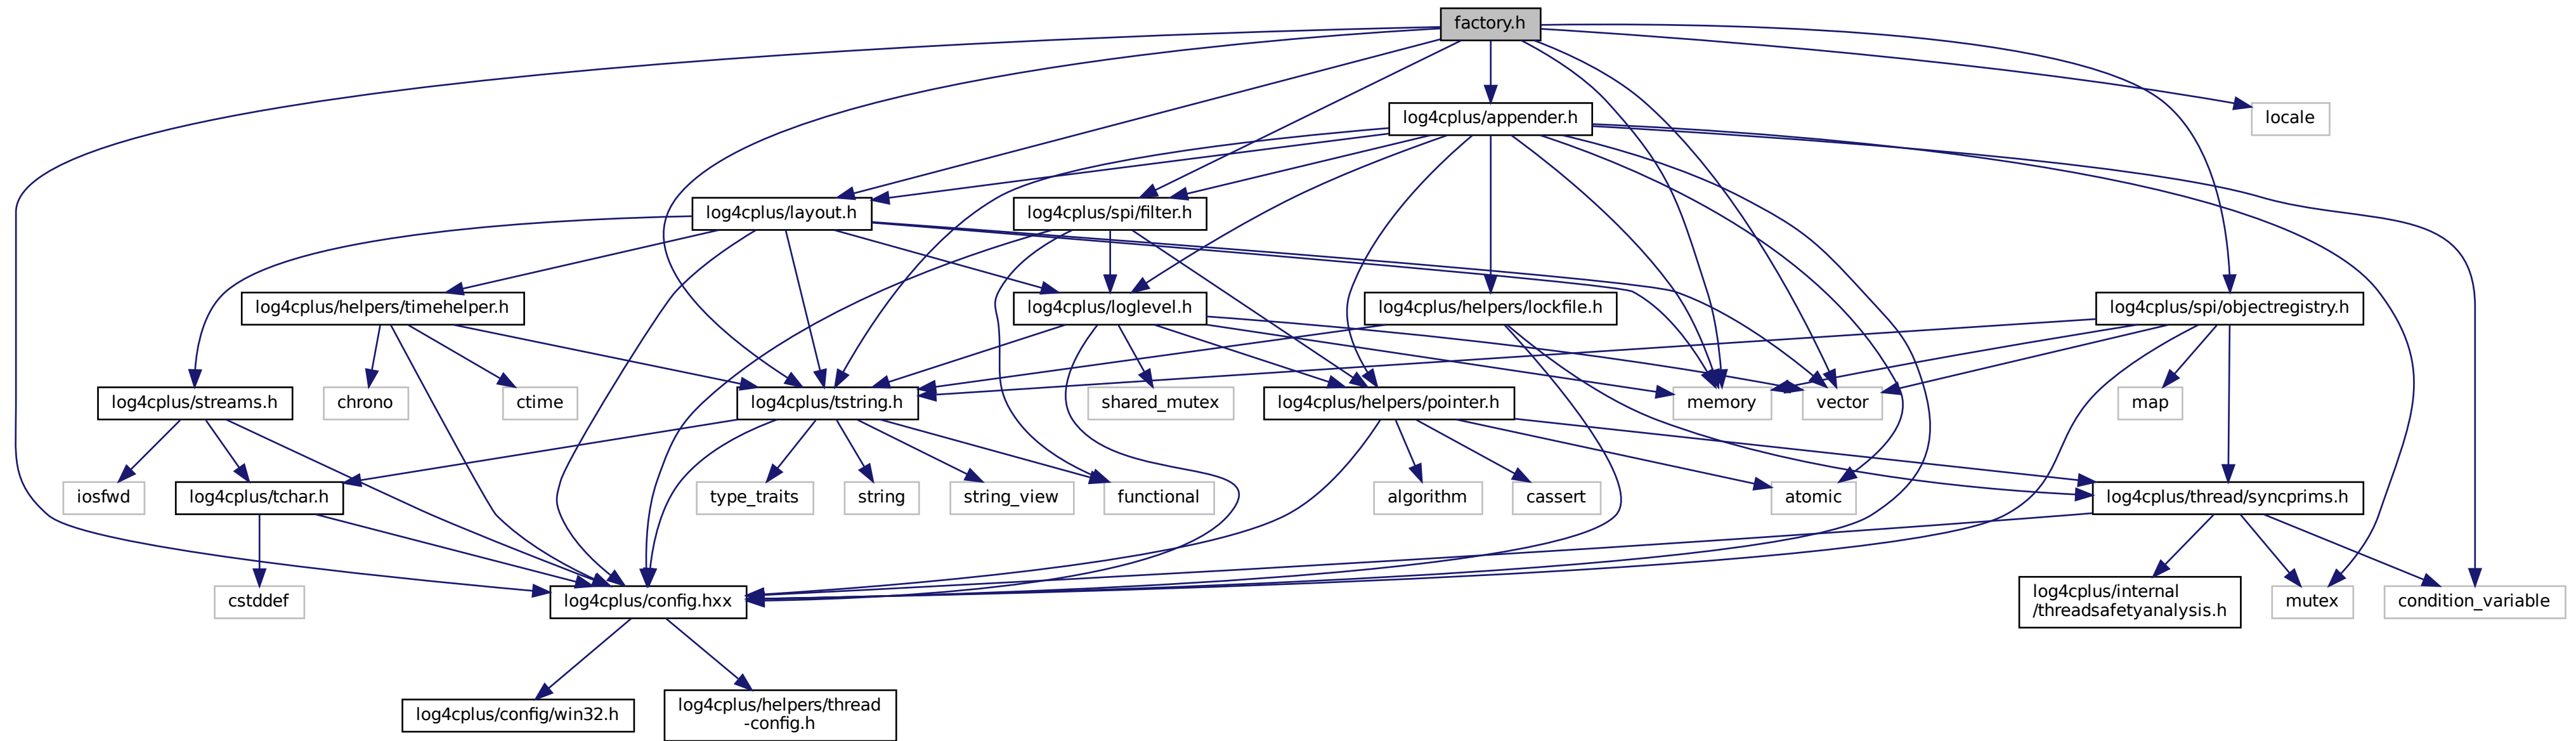 factory.h
log4cplus/appender.h
locale
log4cplus/layout.h
log4cplus/spi/filter.h
log4cplus/helpers/timehelper.h
log4cplus/loglevel.h
log4cplus/helpers/lockfile.h
log4cplus/spi/objectregistry.h
log4cplus/streams.h
chrono
ctime
log4cplus/tstring.h
shared_mutex
log4cplus/helpers/pointer.h
memory
vector
map
iosfwd
log4cplus/tchar.h
type_traits
string
string_view
functional
algorithm
cassert
atomic
log4cplus/thread/syncprims.h
cstddef
log4cplus/config.hxx
log4cplus/internal
/threadsafetyanalysis.h
mutex
condition_variable
log4cplus/config/win32.h
log4cplus/helpers/thread
-config.h